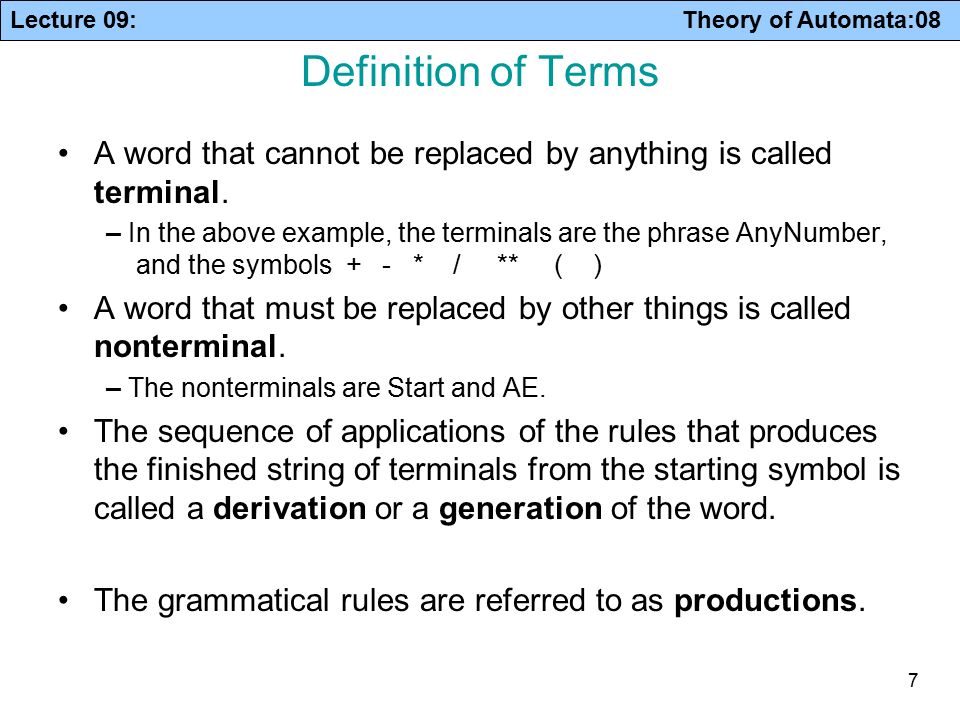 Lecture 09: Theory of Automata:08
Definition of Terms
• A word that cannot be replaced by anything is called
terminal.
– In the above example, the terminals are the phrase AnyNumber,
and the symbols + - * / ** ( )
• A word that must be replaced by other things is called
nonterminal.
– The nonterminals are Start and AE.
• The sequence of applications of the rules that produces
the finished string of terminals from the starting symbol is
called a derivation or a generation of the word.
• The grammatical rules are referred to as productions.
7